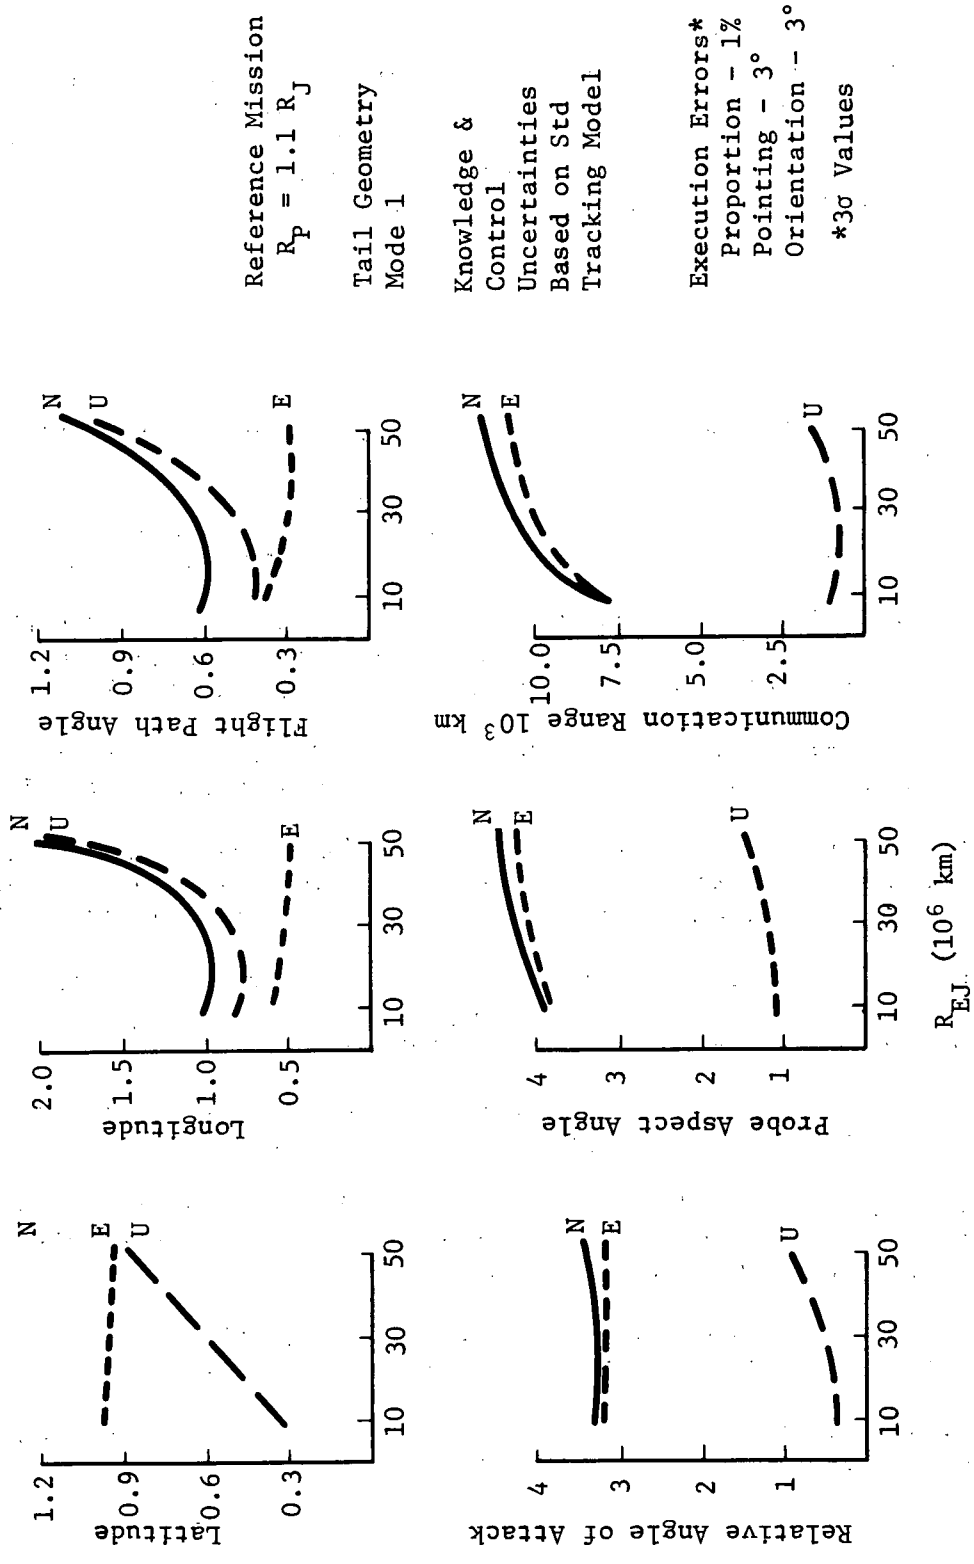 1.2
0.9
0.6
0.3
Latitude
N
E
U
10
30
50
2.0
1.5
1.0
0.5
Longitude
N
U
E
10
30
50
1.2
0.9
0.6
0.3
Flight Path Angle
N
U
E
10
30
50
4
3
2
1
Relative Angle of Attack
N
E
U
10
30
50
4
3
2
1
Probe Aspect Angle
N
E
U
10
30
50
R_EJ (10⁶ km)
10.0
7.5
5.0
2.5
Communication Range 10³ km
N
E
U
10
30
50
Reference Mission
R_P = 1.1 R_J
Tail Geometry
Mode 1
Knowledge &
Control
Uncertainties
Based on Std
Tracking Model
Execution Errors*
Proportion - 1%
Pointing - 3°
Orientation - 3°
*3σ Values